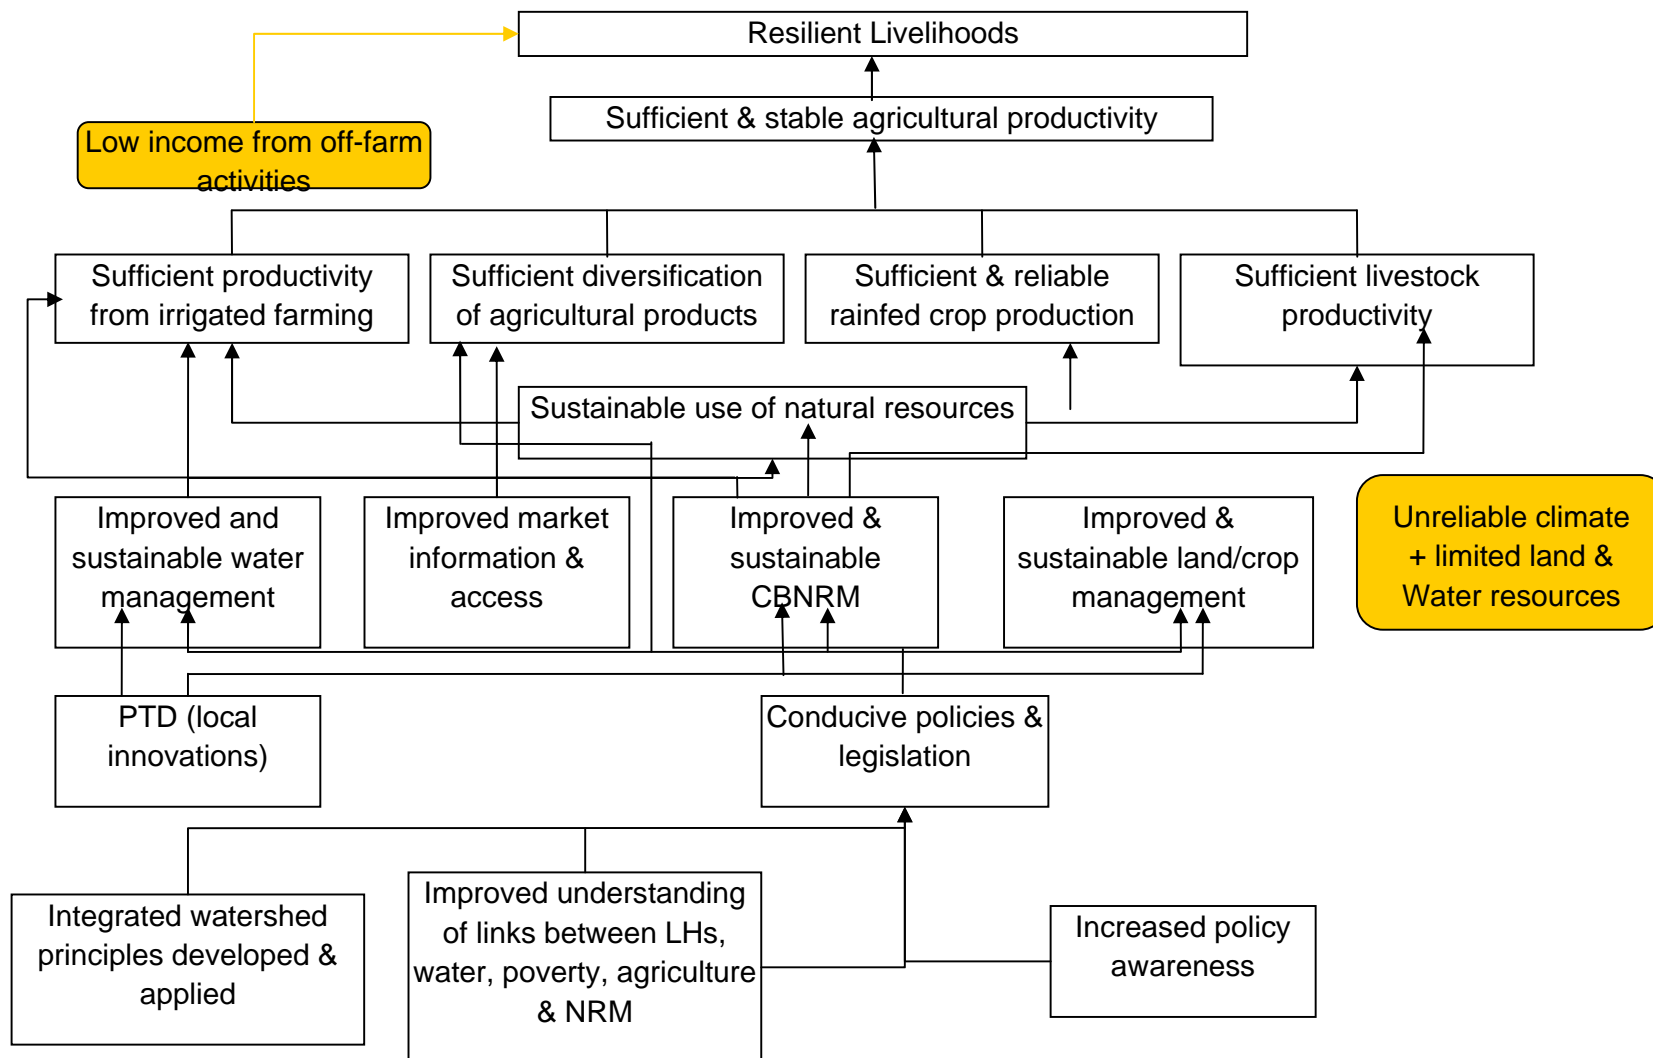 Resilient Livelihoods
Sufficient & stable agricultural productivity
Low income from off-farm
activities
Sufficient productivity
from irrigated farming
Sufficient diversification
of agricultural products
Sufficient & reliable
rainfed crop production
Sufficient livestock
productivity
Sustainable use of natural resources
Improved and
sustainable water
management
Improved market
information &
access
Improved &
sustainable
CBNRM
Improved &
sustainable land/crop
management
Unreliable climate
+ limited land &
Water resources
PTD (local
innovations)
Conducive policies &
legislation
Integrated watershed
principles developed &
applied
Improved understanding
of links between LHs,
water, poverty, agriculture
& NRM
Increased policy
awareness